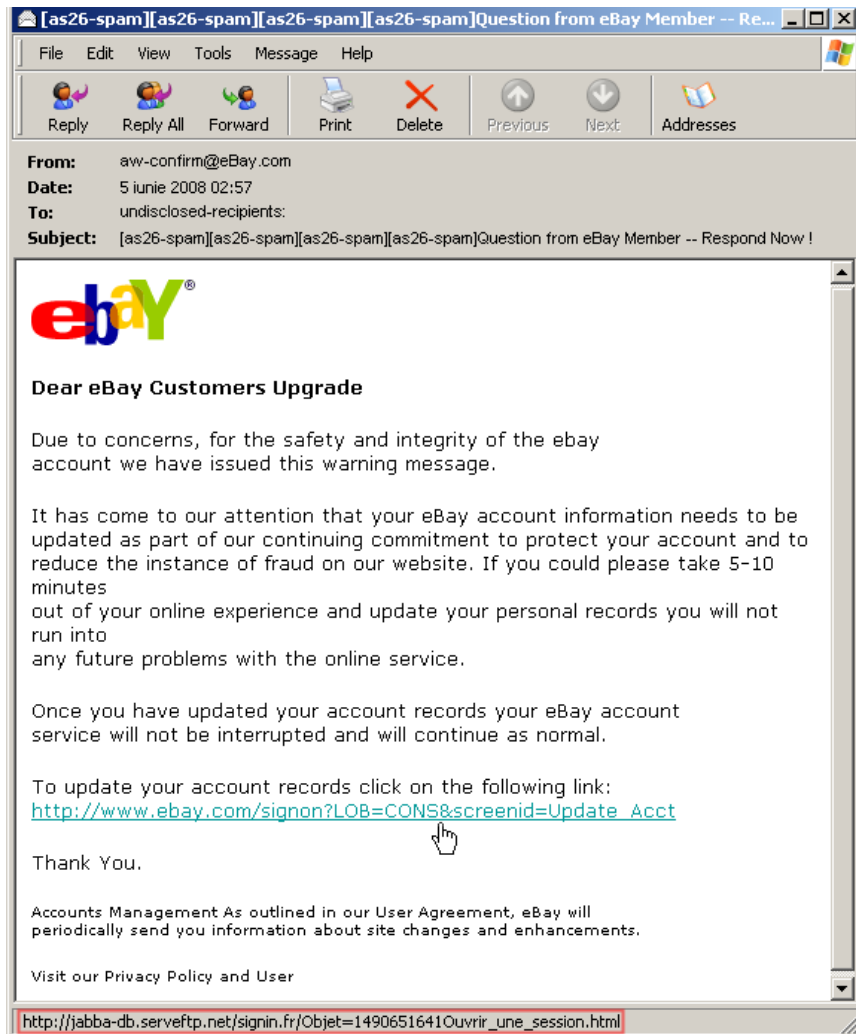 [as26-spam][as26-spam][as26-spam][as26-spam]Question from eBay Member -- Re...
File Edit View Tools Message Help
Reply Reply All Forward Print Delete Previous Next Addresses
From: aw-confirm@eBay.com
Date: 5 iunie 2008 02:57
To: undisclosed-recipients:
Subject: [as26-spam][as26-spam][as26-spam][as26-spam]Question from eBay Member -- Respond Now !
ebaY®
Dear eBay Customers Upgrade
Due to concerns, for the safety and integrity of the ebay
account we have issued this warning message.
It has come to our attention that your eBay account information needs to be
updated as part of our continuing commitment to protect your account and to
reduce the instance of fraud on our website. If you could please take 5-10
minutes
out of your online experience and update your personal records you will not
run into
any future problems with the online service.
Once you have updated your account records your eBay account
service will not be interrupted and will continue as normal.
To update your account records click on the following link:
http://www.ebay.com/signon?LOB=CONS&screenid=Update_Acct
Thank You.
Accounts Management As outlined in our User Agreement, eBay will
periodically send you information about site changes and enhancements.
Visit our Privacy Policy and User
http://jabba-db.serveftp.net/signin.fr/Objet=1490651641Ouvrir_une_session.html